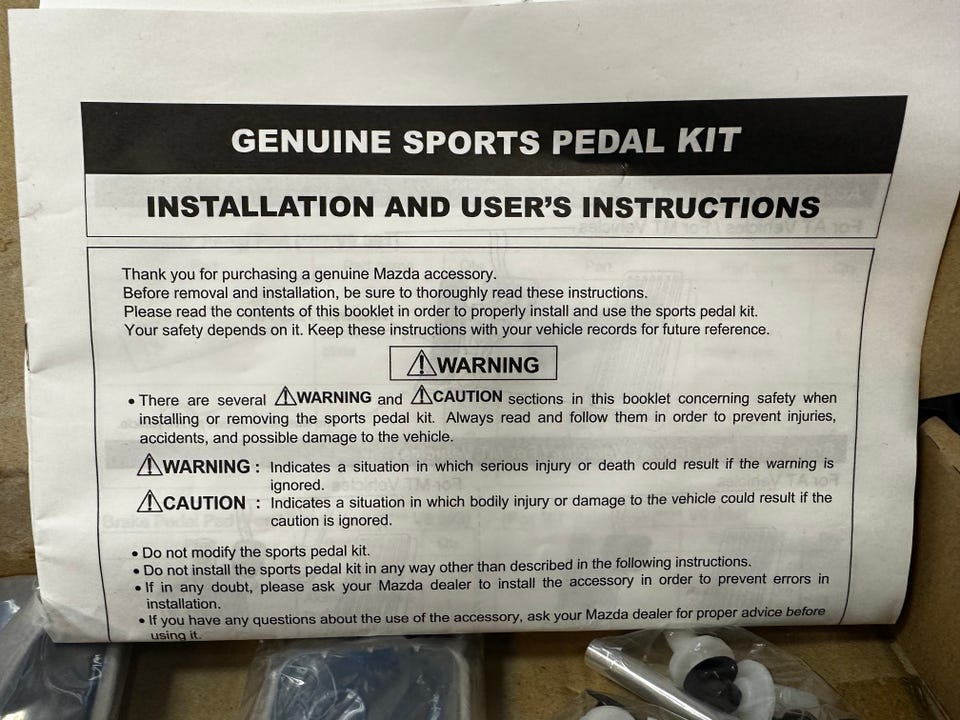 GENUINE SPORTS PEDAL KIT
INSTALLATION AND USER'S INSTRUCTIONS
Thank you for purchasing a genuine Mazda accessory.
Before removal and installation, be sure to thoroughly read these instructions.
Please read the contents of this booklet in order to properly install and use the sports pedal kit.
Your safety depends on it. Keep these instructions with your vehicle records for future reference.
⚠WARNING
• There are several ⚠WARNING and ⚠CAUTION sections in this booklet concerning safety when
installing or removing the sports pedal kit. Always read and follow them in order to prevent injuries,
accidents, and possible damage to the vehicle.
⚠WARNING : Indicates a situation in which serious injury or death could result if the warning is
ignored.
⚠CAUTION : Indicates a situation in which bodily injury or damage to the vehicle could result if the
caution is ignored.
• Do not modify the sports pedal kit.
• Do not install the sports pedal kit in any way other than described in the following instructions.
• If in any doubt, please ask your Mazda dealer to install the accessory in order to prevent errors in
installation.
• If you have any questions about the use of the accessory, ask your Mazda dealer for proper advice before
using it.